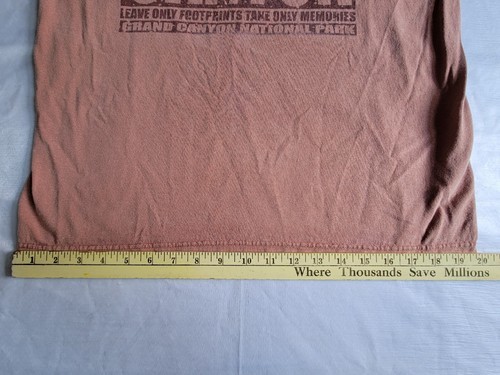 LEAVE ONLY FOOTPRINTS TAKE ONLY MEMORIES
GRAND CANYON NATIONAL PARK
1 2 3 4 5 6 7 8 9 10 11 12 13 14 15 16 17 18 19 20
Where Thousands Save Millions